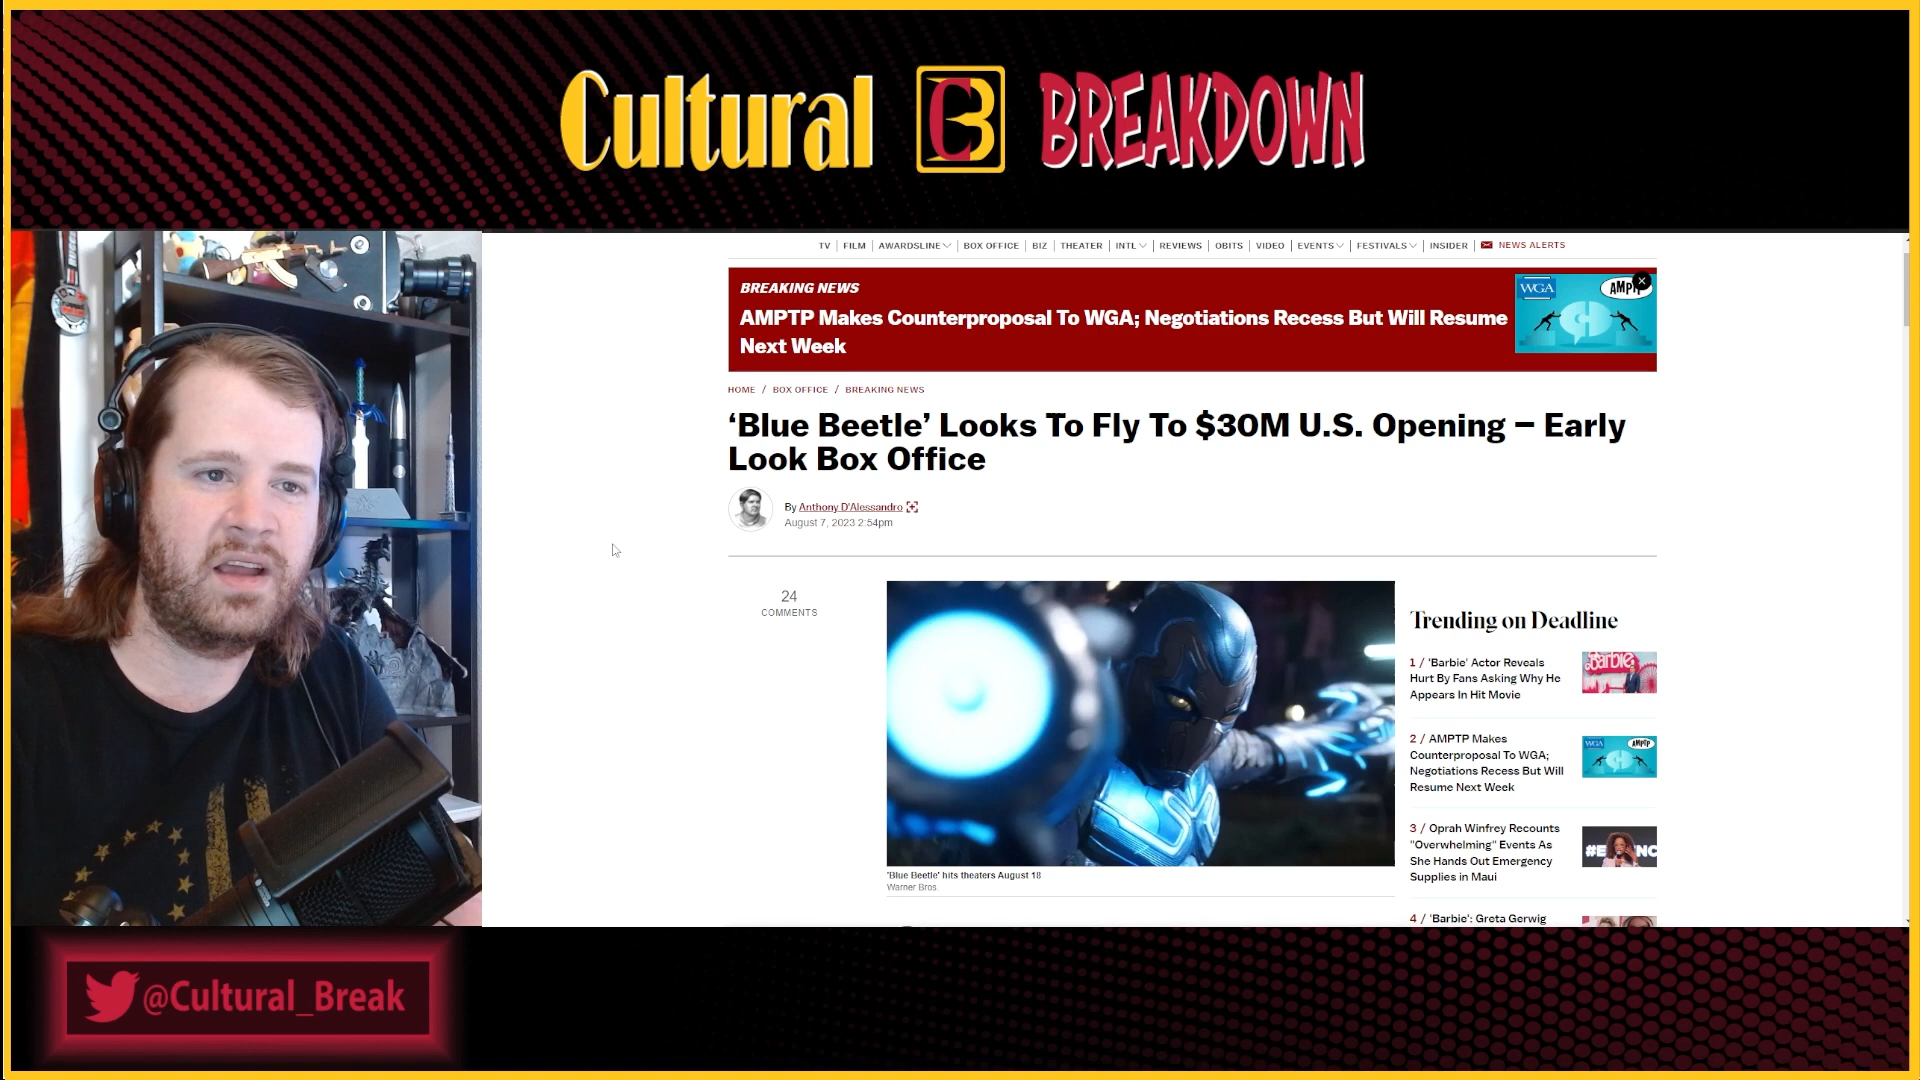 Cultural CB BREAKDOWN
TV | FILM | AWARDSLINE | BOX OFFICE | BIZ | THEATER | INTL | REVIEWS | OBITS | VIDEO | EVENTS | FESTIVALS | INSIDER | NEWS ALERTS
BREAKING NEWS
AMPTP Makes Counterproposal To WGA; Negotiations Recess But Will Resume
Next Week
WGA
HOME / BOX OFFICE / BREAKING NEWS
‘Blue Beetle’ Looks To Fly To $30M U.S. Opening – Early
Look Box Office
By Anthony D'Alessandro
August 7, 2023 2:54pm
24
COMMENTS
'Blue Beetle' hits theaters August 18
Warner Bros.
Trending on Deadline
1 / 'Barbie' Actor Reveals
Hurt By Fans Asking Why He
Appears In Hit Movie
Barbie
2 / AMPTP Makes
Counterproposal To WGA;
Negotiations Recess But Will
Resume Next Week
WGA AMPTP
3 / Oprah Winfrey Recounts
"Overwhelming" Events As
She Hands Out Emergency
Supplies in Maui
4 / 'Barbie': Greta Gerwig
@Cultural_Break